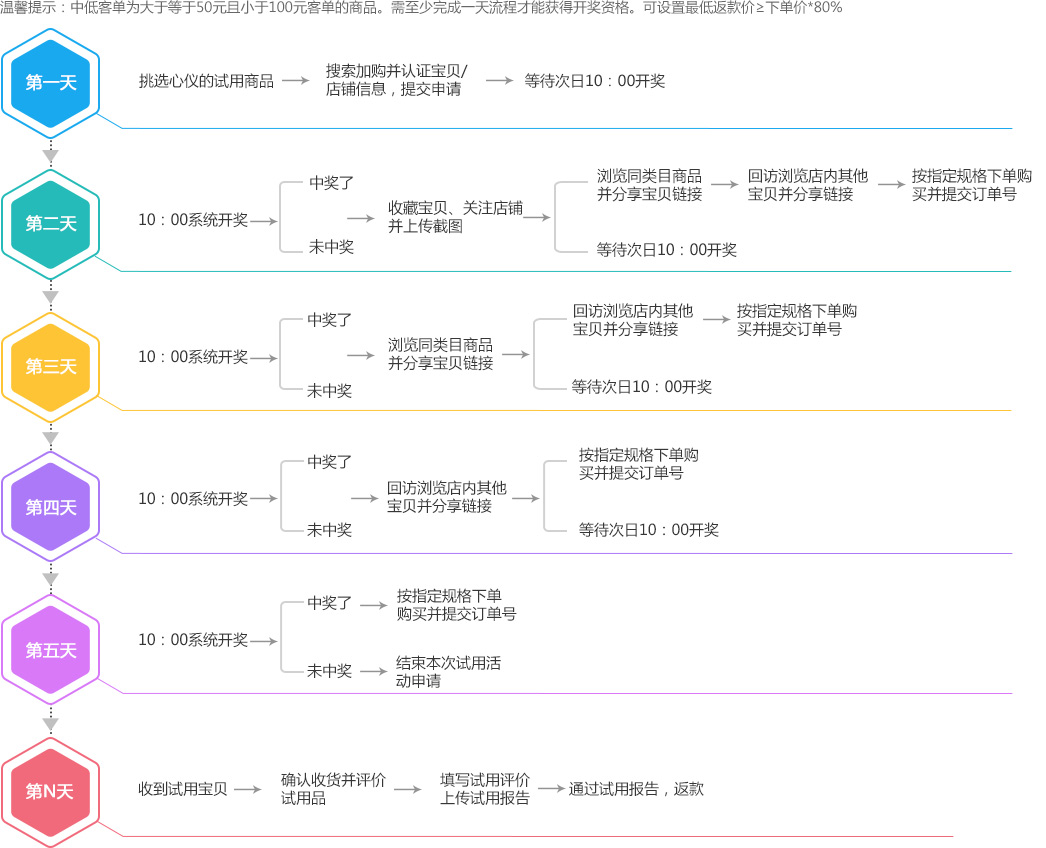 温馨提示：中低客单为大于等于50元且小于100元客单的商品。需至少完成一天流程才能获得开奖资格。可设置最低返款价≥下单价*80%
第一天
挑选心仪的试用商品
搜索加购并认证宝贝/
店铺信息，提交申请
等待次日10：00开奖
第二天
10：00系统开奖
中奖了
未中奖
收藏宝贝、关注店铺
并上传截图
浏览同类目商品
并分享宝贝链接
回访浏览店内其他
宝贝并分享链接
按指定规格下单购
买并提交订单号
等待次日10：00开奖
第三天
10：00系统开奖
中奖了
未中奖
浏览同类目商品
并分享宝贝链接
回访浏览店内其他
宝贝并分享链接
按指定规格下单购
买并提交订单号
等待次日10：00开奖
第四天
10：00系统开奖
中奖了
未中奖
回访浏览店内其他
宝贝并分享链接
按指定规格下单购
买并提交订单号
等待次日10：00开奖
第五天
10：00系统开奖
中奖了
按指定规格下单
购买并提交订单号
未中奖
结束本次试用活
动申请
第N天
收到试用宝贝
确认收货并评价
试用品
填写试用评价
上传试用报告
通过试用报告，返款